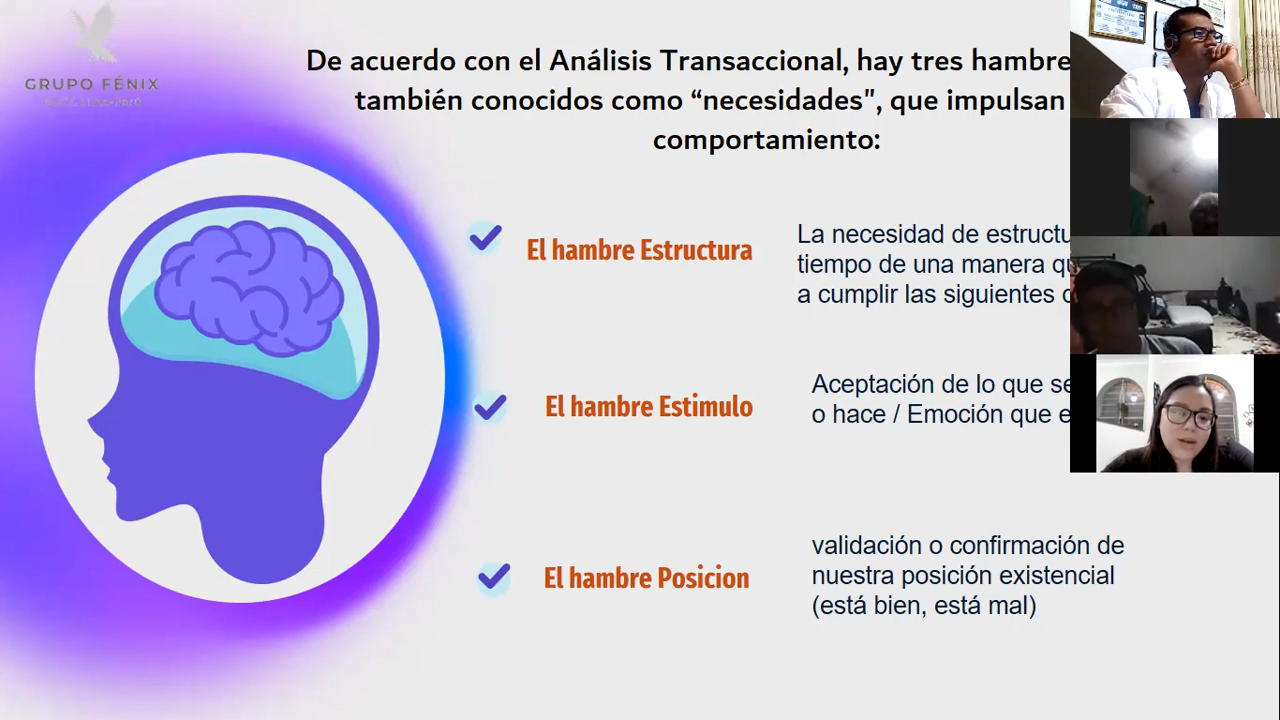 GRUPO FÉNIX
De acuerdo con el Análisis Transaccional, hay tres hambre
también conocidos como “necesidades", que impulsan
comportamiento:
El hambre Estructura
La necesidad de estructu
tiempo de una manera qu
a cumplir las siguientes
El hambre Estimulo
Aceptación de lo que se
o hace / Emoción que e
El hambre Posicion
validación o confirmación de
nuestra posición existencial
(está bien, está mal)